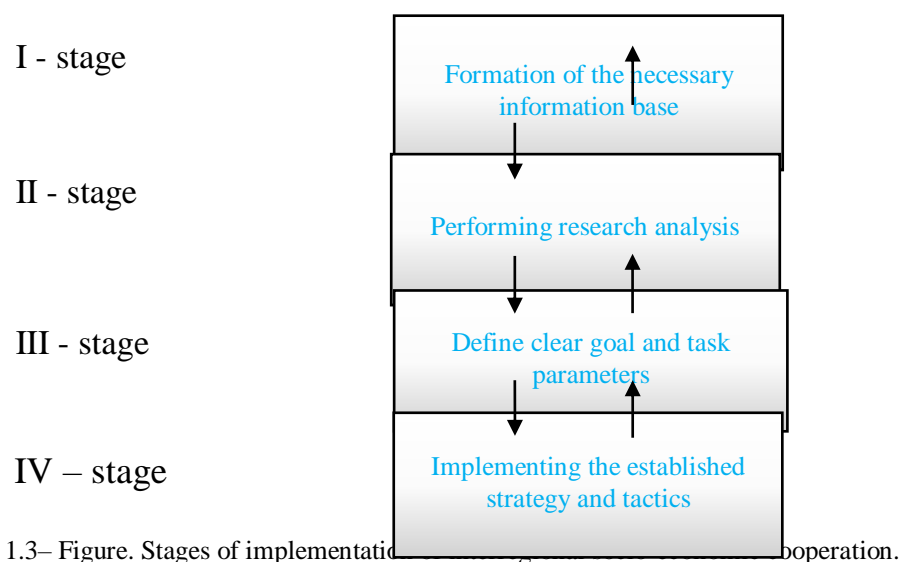 I - stage
Formation of the necessary
information base
II - stage
Performing research analysis
III - stage
Define clear goal and task
parameters
IV – stage
Implementing the established
strategy and tactics
1.3– Figure. Stages of implementation